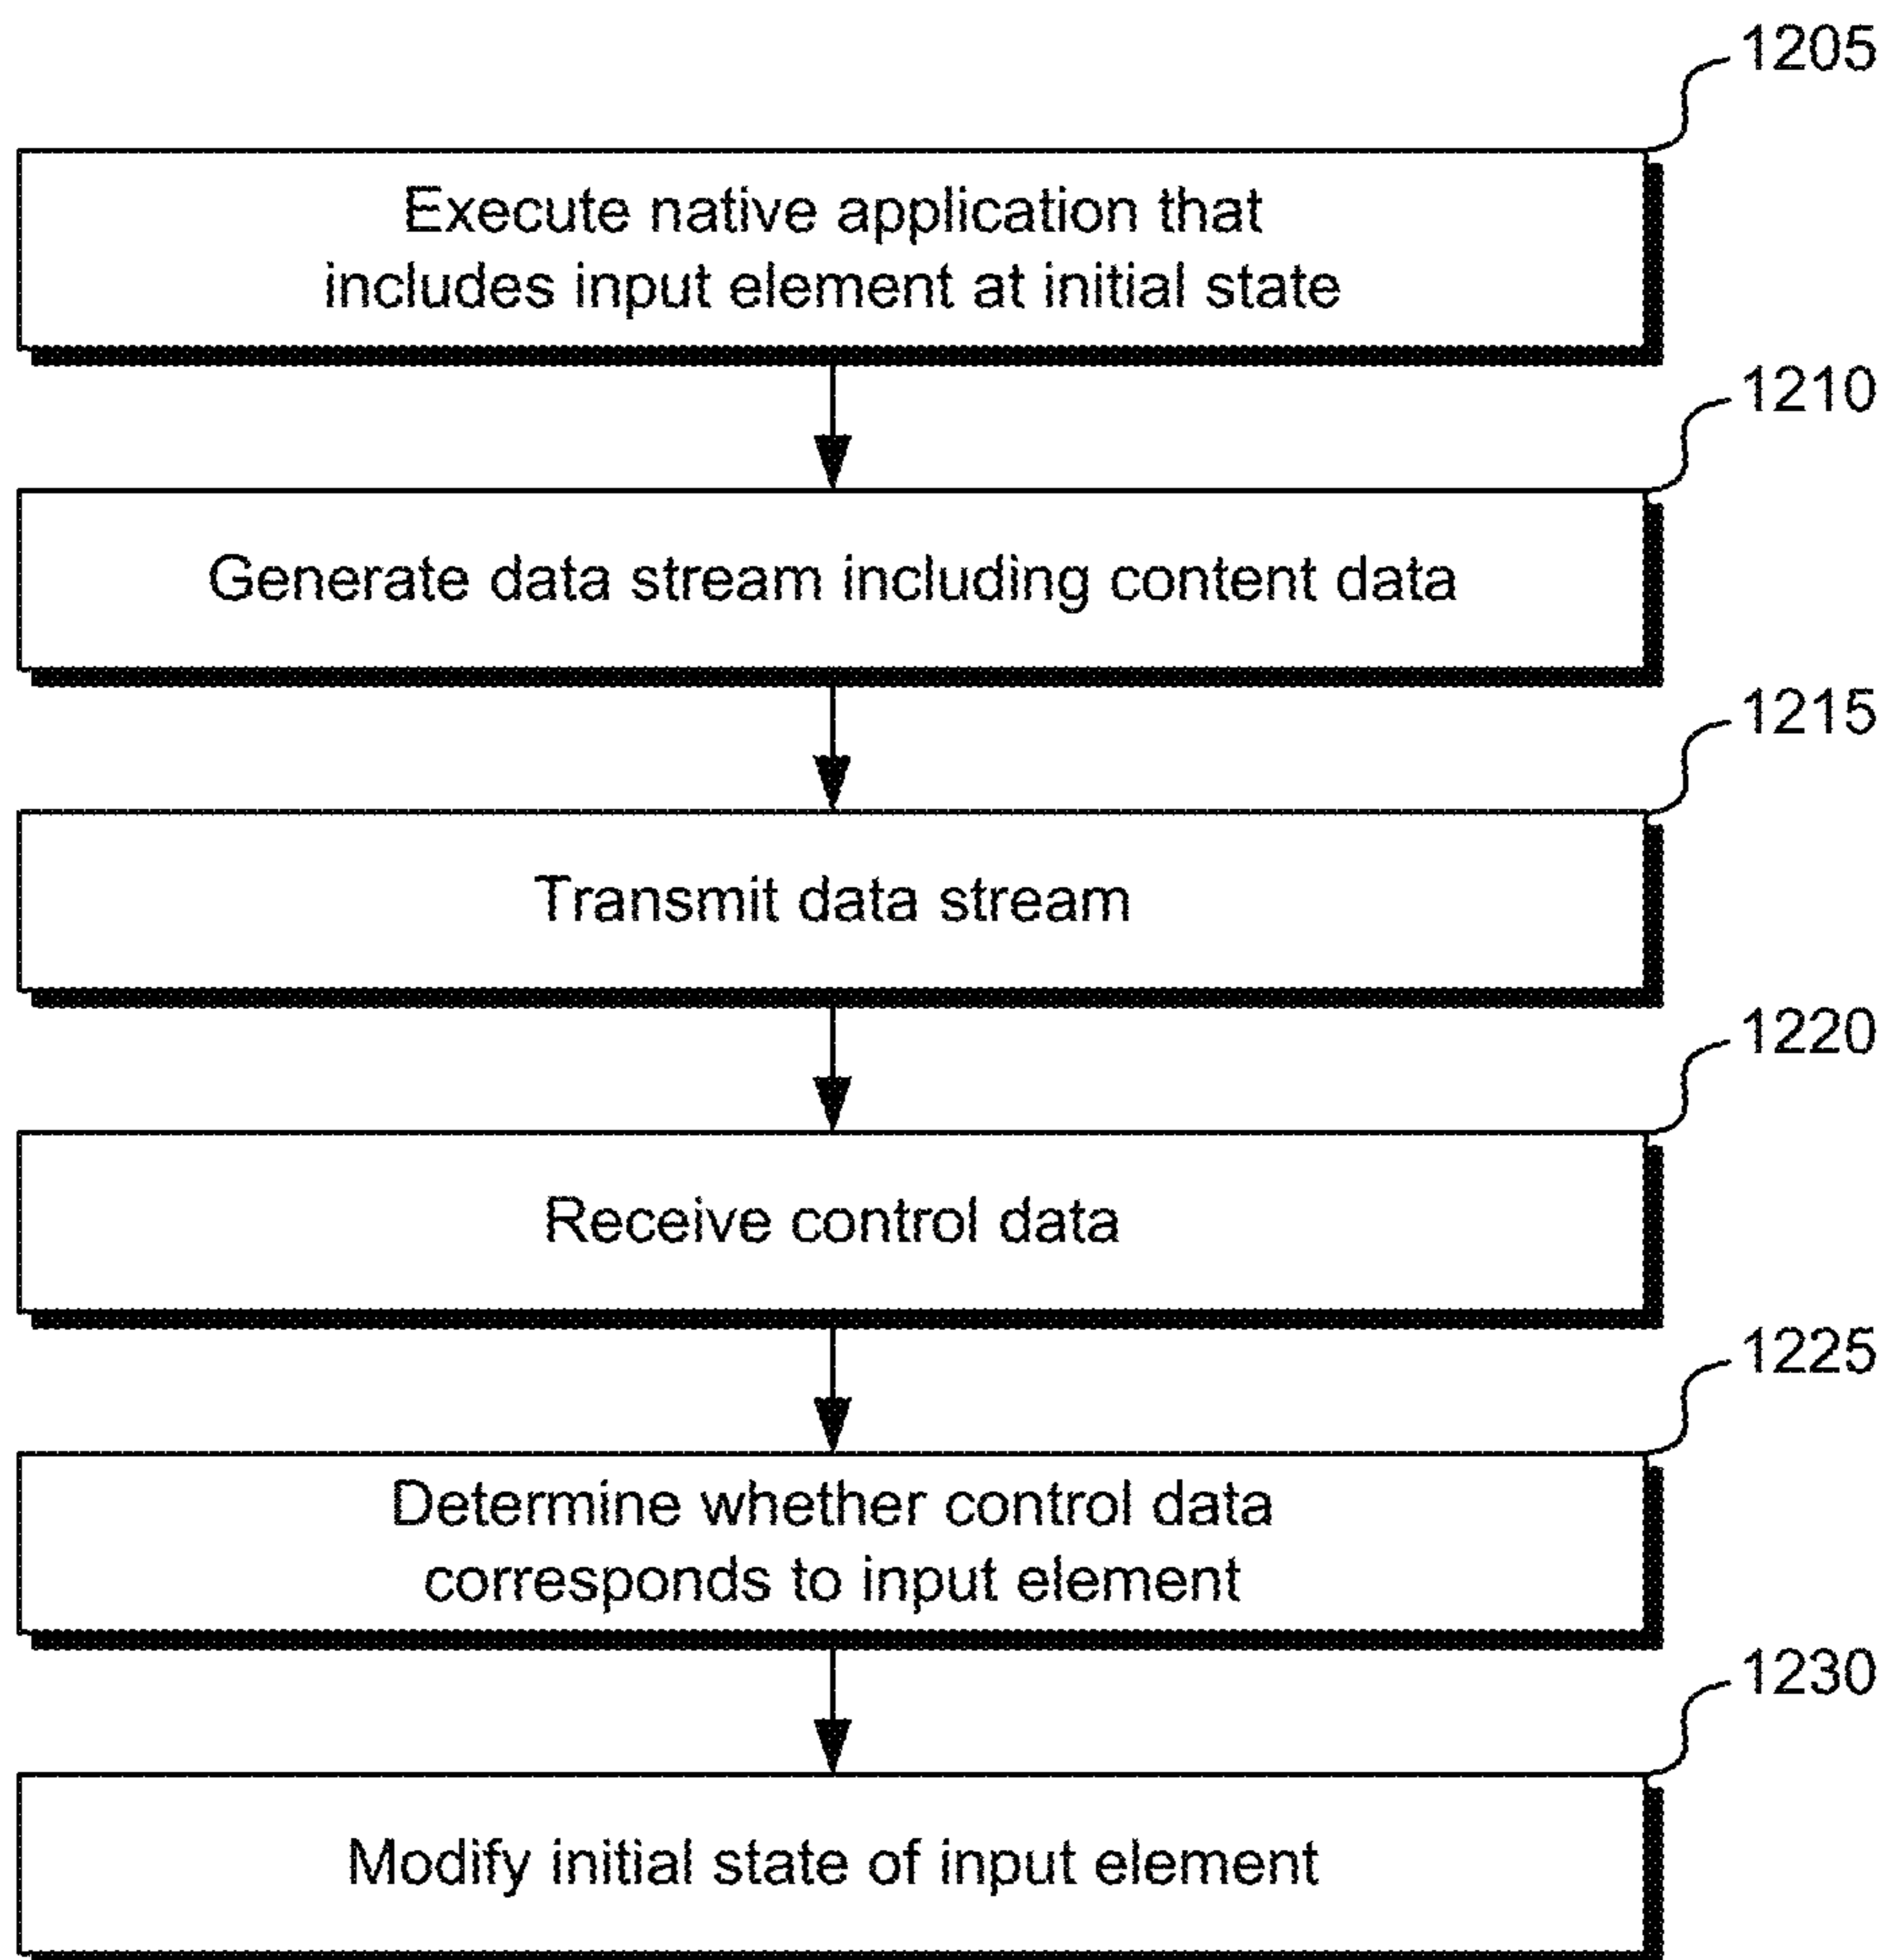 1205
Execute native application that
includes input element at initial state
1210
Generate data stream including content data
1215
Transmit data stream
1220
Receive control data
1225
Determine whether control data
corresponds to input element
1230
Modify initial state of input element